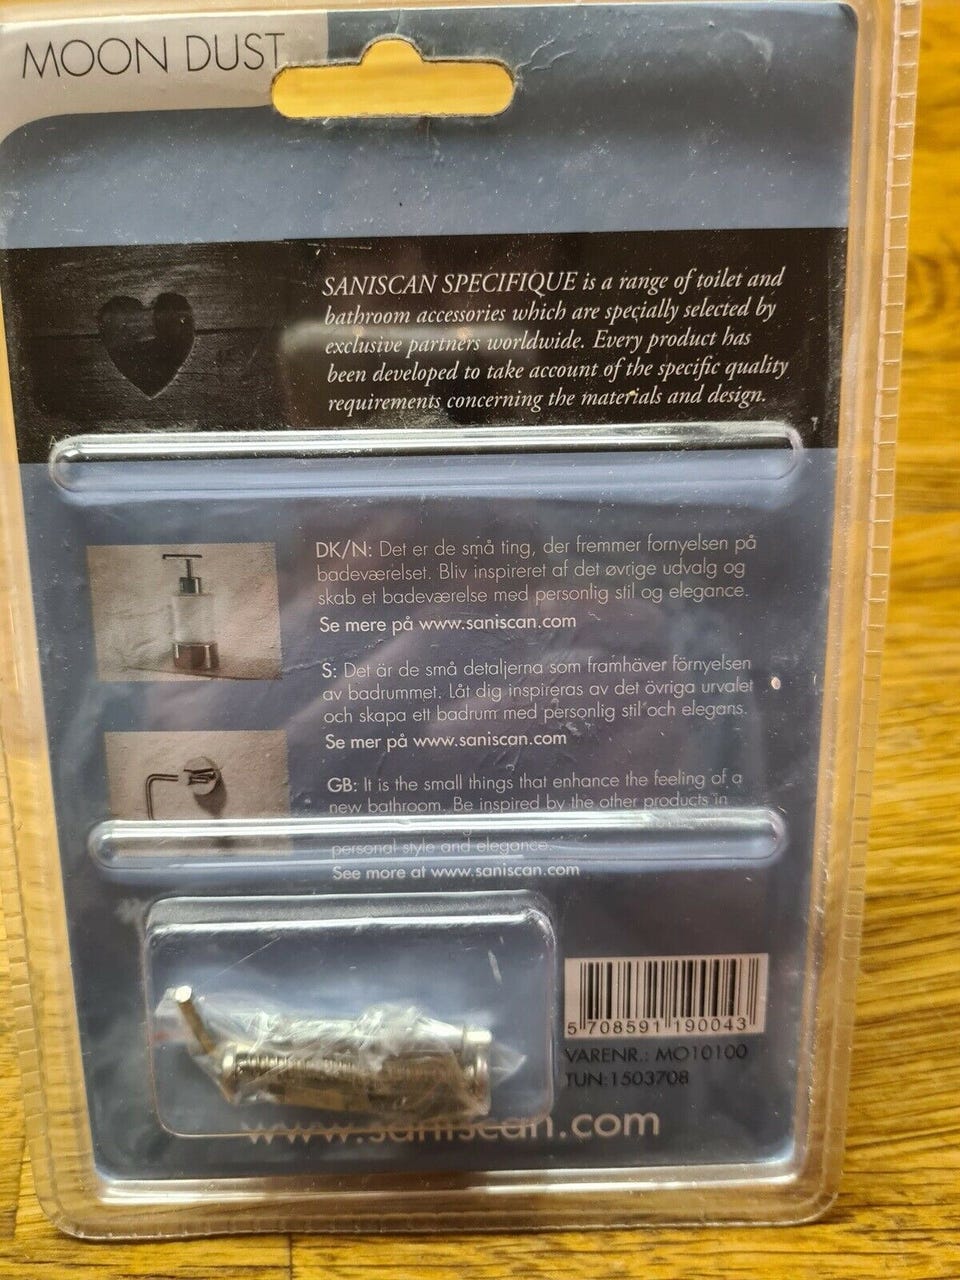 MOON DUST
SANISCAN SPECIFIQUE is a range of toilet and
bathroom accessories which are specially selected by
exclusive partners worldwide. Every product has
been developed to take account of the specific quality
requirements concerning the materials and design.
DK/N: Det er de små ting, der fremmer fornyelsen på
badeværelset. Bliv inspireret af det øvrige udvalg og
skab et badeværelse med personlig stil og elegance.
Se mere på www.saniscan.com
S: Det är de små detaljerna som framhäver förnyelsen
av badrummet. Låt dig inspireras av det övriga urvalet
och skapa ett badrum med personlig stil och elegans.
Se mer på www.saniscan.com
GB: It is the small things that enhance the feeling of a
new bathroom. Be inspired by the other products in
personal style and elegance.
See more at www.saniscan.com
5 708591 190043
VARENR.: MO10100
TUN:1503708
www.saniscan.com